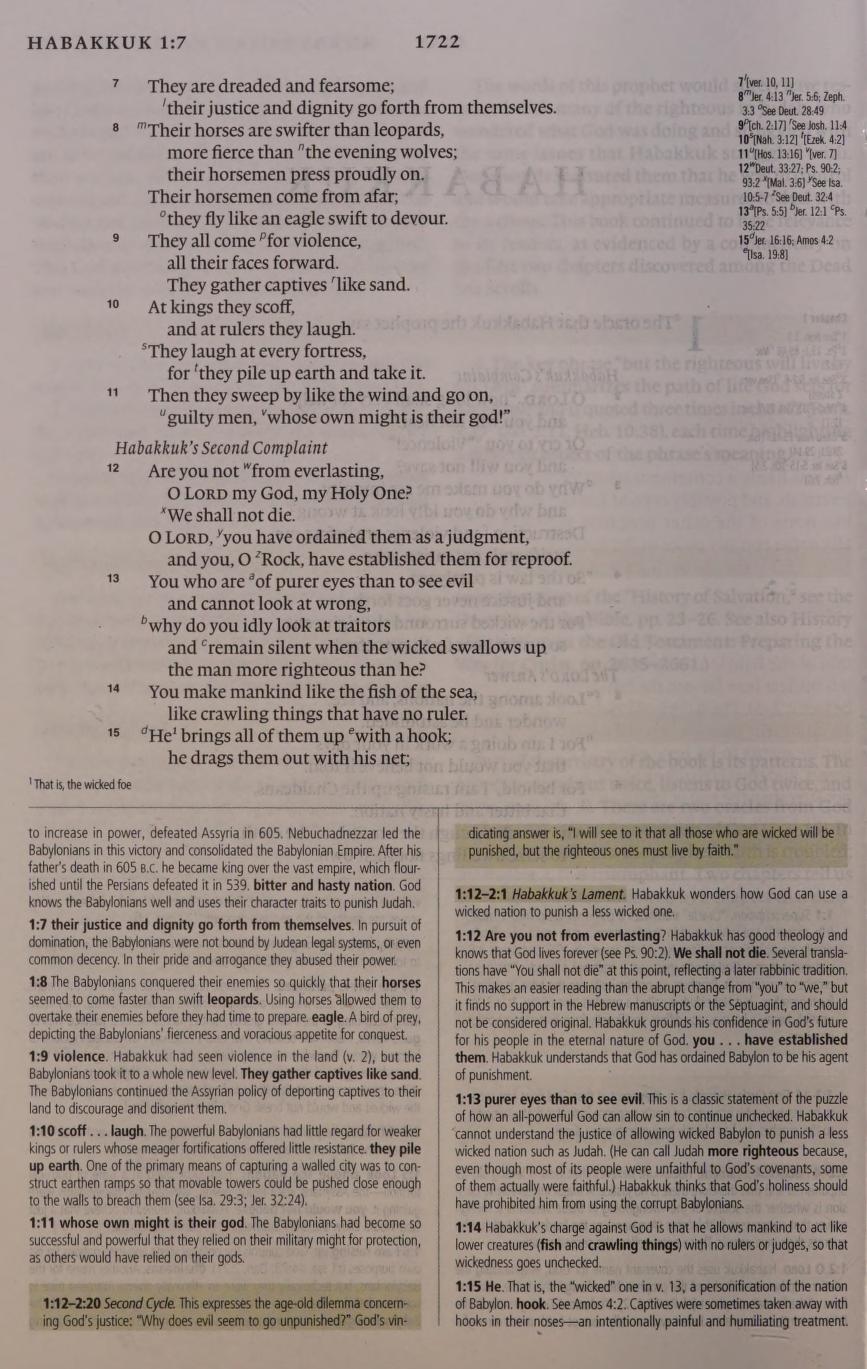 HABAKKUK 1:7
1722
7 They are dreaded and fearsome;
ˡtheir justice and dignity go forth from themselves.
8 ᵐTheir horses are swifter than leopards,
more fierce than ⁿthe evening wolves;
their horsemen press proudly on.
Their horsemen come from afar;
ᵒthey fly like an eagle swift to devour.
9 They all come ᵖfor violence,
all their faces forward.
They gather captives ʳlike sand.
10 At kings they scoff,
and at rulers they laugh.
ˢThey laugh at every fortress,
for ᵗthey pile up earth and take it.
11 Then they sweep by like the wind and go on,
ᵘguilty men, ᵛwhose own might is their god!”
Habakkuk’s Second Complaint
12 Are you not ʷfrom everlasting,
O LORD my God, my Holy One?
ˣWe shall not die.
O LORD, ʸyou have ordained them as a judgment,
and you, O ᶻRock, have established them for reproof.
13 You who are ᵃof purer eyes than to see evil
and cannot look at wrong,
ᵇwhy do you idly look at traitors
and ᶜremain silent when the wicked swallows up
the man more righteous than he?
14 You make mankind like the fish of the sea,
like crawling things that have no ruler.
15 ᵈHe¹ brings all of them up ᵉwith a hook;
he drags them out with his net;
¹ That is, the wicked foe
7ˡ[ver. 10, 11]
8ᵐJer. 4:13 ⁿJer. 5:6; Zeph.
3:3 ᵒSee Deut. 28:49
9ᵖ[ch. 2:17] ʳSee Josh. 11:4
10ˢ[Nah. 3:12] ᵗ[Ezek. 4:2]
11ᵘ[Hos. 13:16] ᵛ[ver. 7]
12ʷDeut. 33:27; Ps. 90:2;
93:2 ˣ[Mal. 3:6] ʸSee Isa.
10:5-7 ᶻSee Deut. 32:4
13ᵃ[Ps. 5:5] ᵇJer. 12:1 ᶜPs.
35:22
15ᵈJer. 16:16; Amos 4:2
ᵉ[Isa. 19:8]
to increase in power, defeated Assyria in 605. Nebuchadnezzar led the
Babylonians in this victory and consolidated the Babylonian Empire. After his
father’s death in 605 B.C. he became king over the vast empire, which flour-
ished until the Persians defeated it in 539. bitter and hasty nation. God
knows the Babylonians well and uses their character traits to punish Judah.
1:7 their justice and dignity go forth from themselves. In pursuit of
domination, the Babylonians were not bound by Judean legal systems, or even
common decency. In their pride and arrogance they abused their power.
1:8 The Babylonians conquered their enemies so quickly that their horses
seemed to come faster than swift leopards. Using horses allowed them to
overtake their enemies before they had time to prepare. eagle. A bird of prey,
depicting the Babylonians’ fierceness and voracious appetite for conquest.
1:9 violence. Habakkuk had seen violence in the land (v. 2), but the
Babylonians took it to a whole new level. They gather captives like sand.
The Babylonians continued the Assyrian policy of deporting captives to their
land to discourage and disorient them.
1:10 scoff . . . laugh. The powerful Babylonians had little regard for weaker
kings or rulers whose meager fortifications offered little resistance. they pile
up earth. One of the primary means of capturing a walled city was to con-
struct earthen ramps so that movable towers could be pushed close enough
to the walls to breach them (see Isa. 29:3; Jer. 32:24).
1:11 whose own might is their god. The Babylonians had become so
successful and powerful that they relied on their military might for protection,
as others would have relied on their gods.
1:12–2:20 Second Cycle. This expresses the age-old dilemma concern-
ing God’s justice: “Why does evil seem to go unpunished?” God’s vin-
dicating answer is, “I will see to it that all those who are wicked will be
punished, but the righteous ones must live by faith.”
1:12–2:1 Habakkuk’s Lament. Habakkuk wonders how God can use a
wicked nation to punish a less wicked one.
1:12 Are you not from everlasting? Habakkuk has good theology and
knows that God lives forever (see Ps. 90:2). We shall not die. Several transla-
tions have “You shall not die” at this point, reflecting a later rabbinic tradition.
This makes an easier reading than the abrupt change from “you” to “we,” but
it finds no support in the Hebrew manuscripts or the Septuagint, and should
not be considered original. Habakkuk grounds his confidence in God’s future
for his people in the eternal nature of God. you . . . have established
them. Habakkuk understands that God has ordained Babylon to be his agent
of punishment.
1:13 purer eyes than to see evil. This is a classic statement of the puzzle
of how an all-powerful God can allow sin to continue unchecked. Habakkuk
cannot understand the justice of allowing wicked Babylon to punish a less
wicked nation such as Judah. (He can call Judah more righteous because,
even though most of its people were unfaithful to God’s covenants, some
of them actually were faithful.) Habakkuk thinks that God’s holiness should
have prohibited him from using the corrupt Babylonians.
1:14 Habakkuk’s charge against God is that he allows mankind to act like
lower creatures (fish and crawling things) with no rulers or judges, so that
wickedness goes unchecked.
1:15 He. That is, the “wicked” one in v. 13, a personification of the nation
of Babylon. hook. See Amos 4:2. Captives were sometimes taken away with
hooks in their noses—an intentionally painful and humiliating treatment.